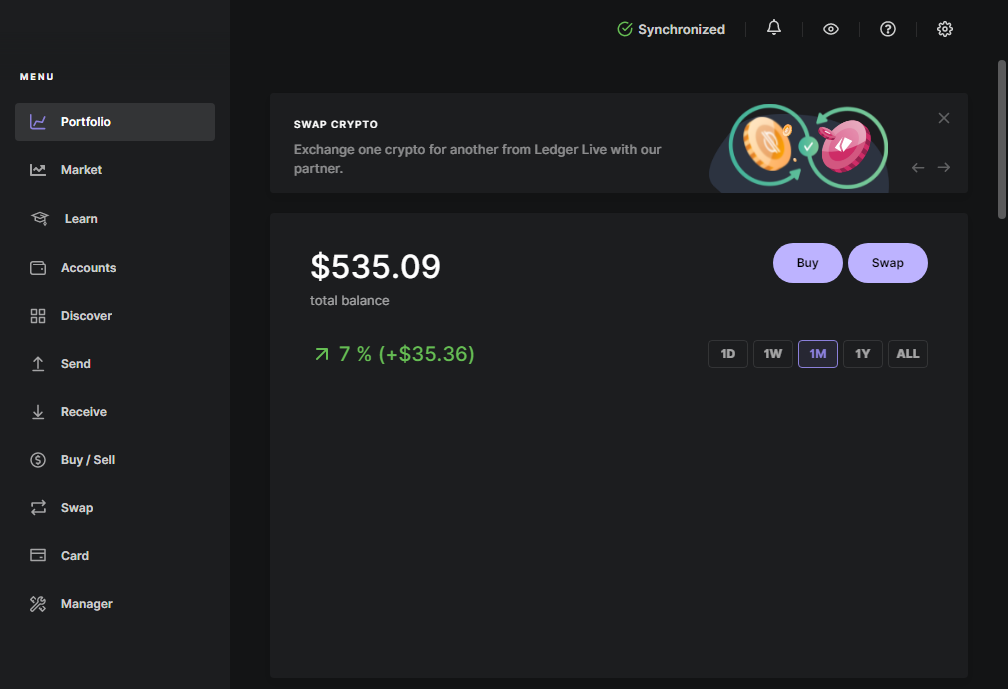 Synchronized
MENU
Portfolio
Market
Learn
Accounts
Discover
Send
Receive
Buy / Sell
Swap
Card
Manager
SWAP CRYPTO
Exchange one crypto for another from Ledger Live with our
partner.
$535.09
total balance
Buy
Swap
7 % (+$35.36)
1D
1W
1M
1Y
ALL